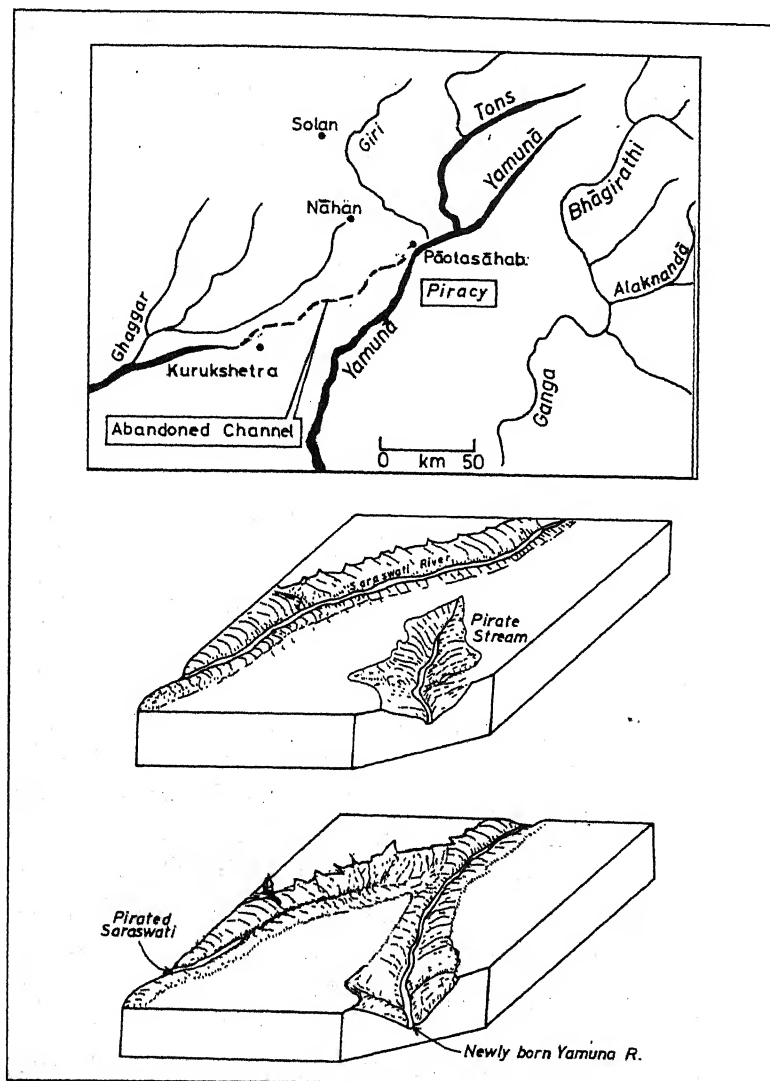 Tons
Solan
Giri
Yamunā
Bhāgirathi
Nāhān
Pāotasāhab.
Alaknandā
Piracy
Ghaggar
Yamunā
Kurukshetra
Ganga
Abandoned Channel
0 km 50
Saraswati River
Pirate
Stream
Pirated
Saraswati
Newly born Yamuna R.